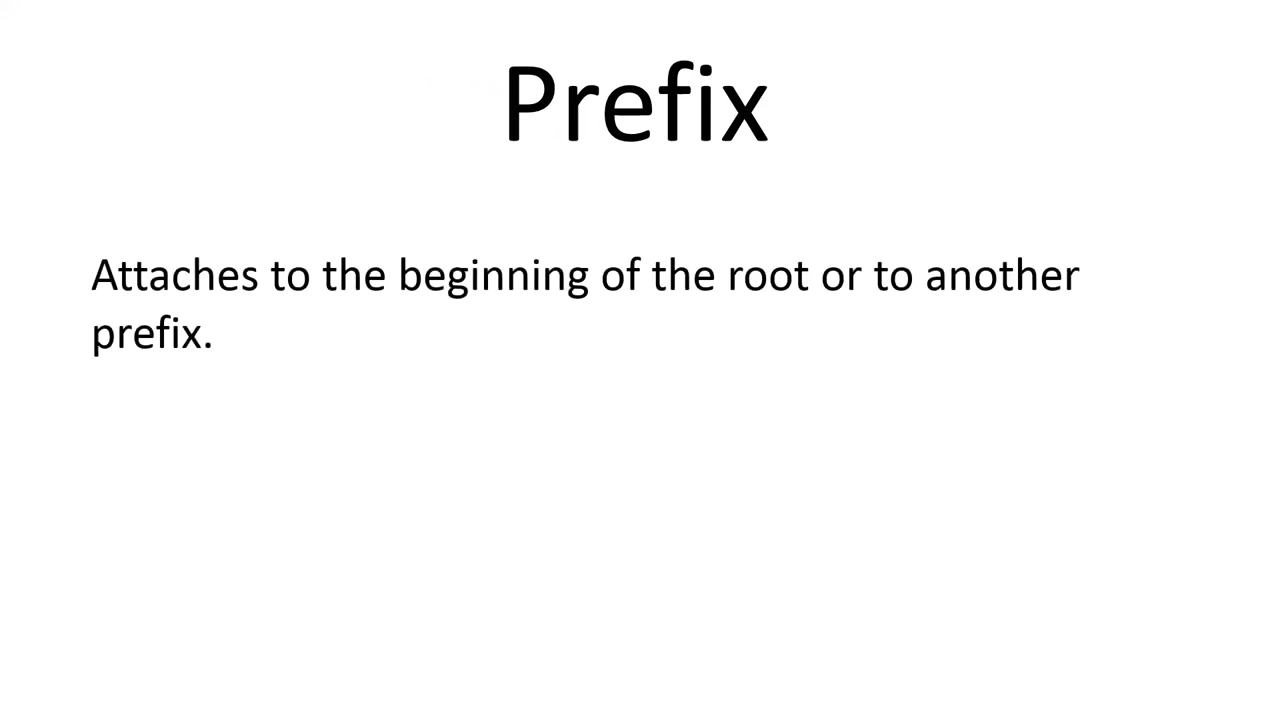 Prefix
Attaches to the beginning of the root or to another
prefix.